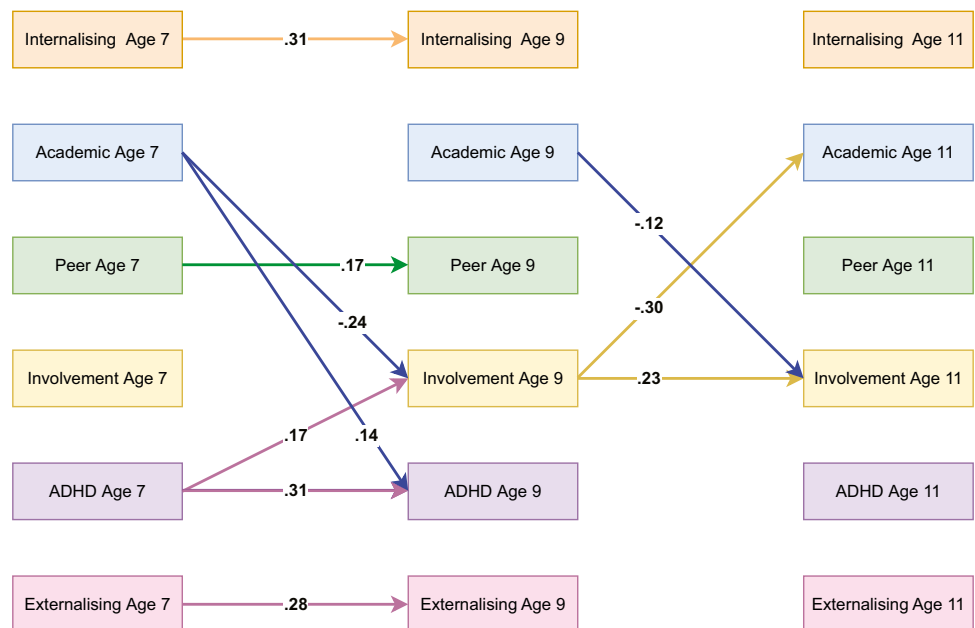 Internalising Age 7
.31
Internalising Age 9
Internalising Age 11
Academic Age 7
Academic Age 9
Academic Age 11
-.12
Peer Age 7
.17
Peer Age 9
Peer Age 11
-.24
-.30
Involvement Age 7
Involvement Age 9
.23
Involvement Age 11
.17
.14
ADHD Age 7
.31
ADHD Age 9
ADHD Age 11
Externalising Age 7
.28
Externalising Age 9
Externalising Age 11